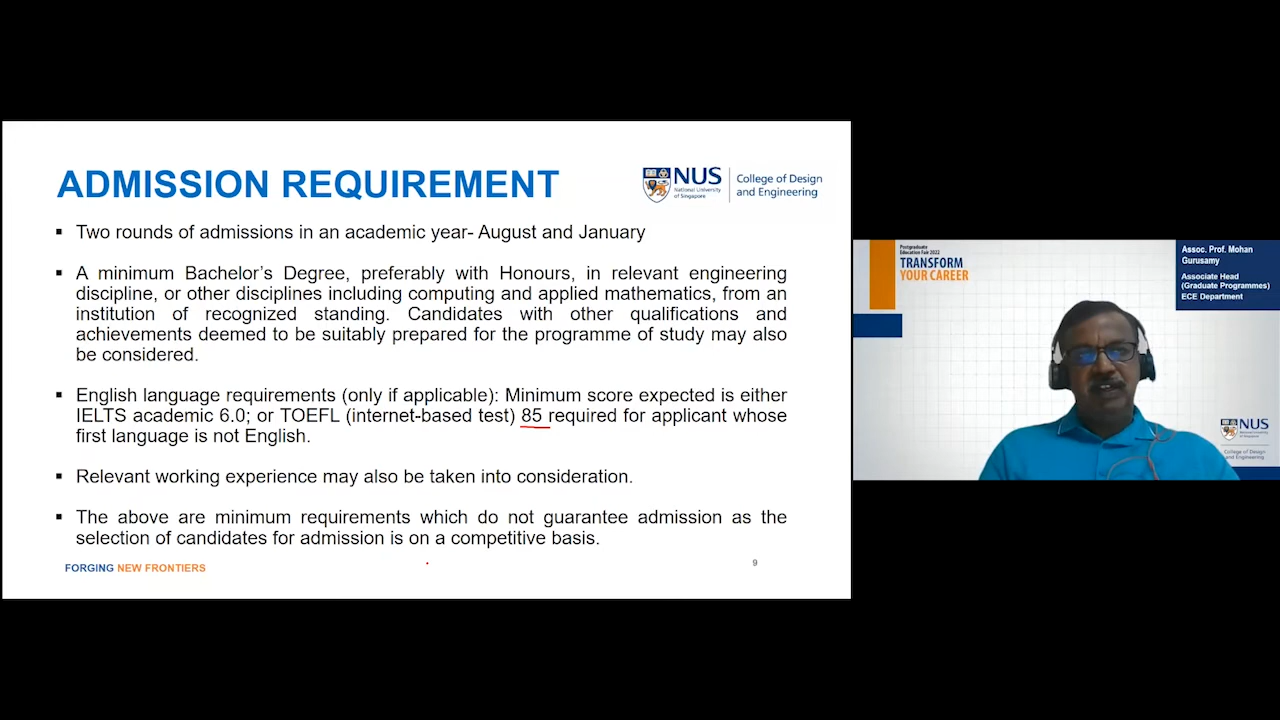 ADMISSION REQUIREMENT
NUS
National University
of Singapore
College of Design
and Engineering
▪ Two rounds of admissions in an academic year- August and January
▪ A minimum Bachelor’s Degree, preferably with Honours, in relevant engineering
discipline, or other disciplines including computing and applied mathematics, from an
institution of recognized standing. Candidates with other qualifications and
achievements deemed to be suitably prepared for the programme of study may also
be considered.
▪ English language requirements (only if applicable): Minimum score expected is either
IELTS academic 6.0; or TOEFL (internet-based test) 85 required for applicant whose
first language is not English.
▪ Relevant working experience may also be taken into consideration.
▪ The above are minimum requirements which do not guarantee admission as the
selection of candidates for admission is on a competitive basis.
FORGING NEW FRONTIERS
9
Postgraduate
Education Fair 2022
TRANSFORM
YOUR CAREER
Assoc. Prof. Mohan
Gurusamy
Associate Head
(Graduate Programmes)
ECE Department
NUS
National University
of Singapore
College of Design
and Engineering